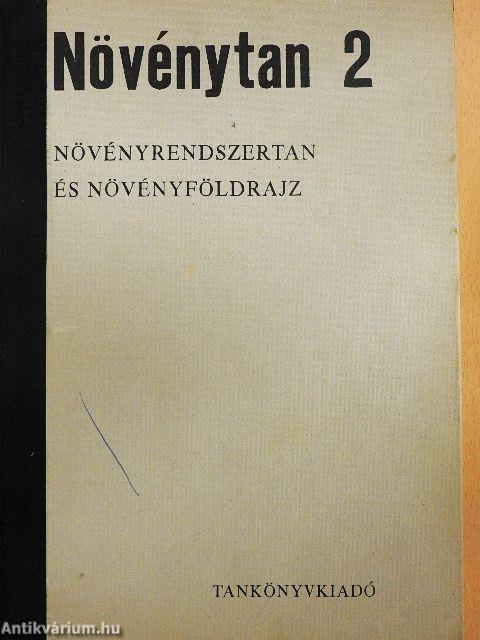 Növénytan 2
NÖVÉNYRENDSZERTAN
ÉS NÖVÉNYFÖLDRAJZ
TANKÖNYVKIADÓ
Antikvárium.hu